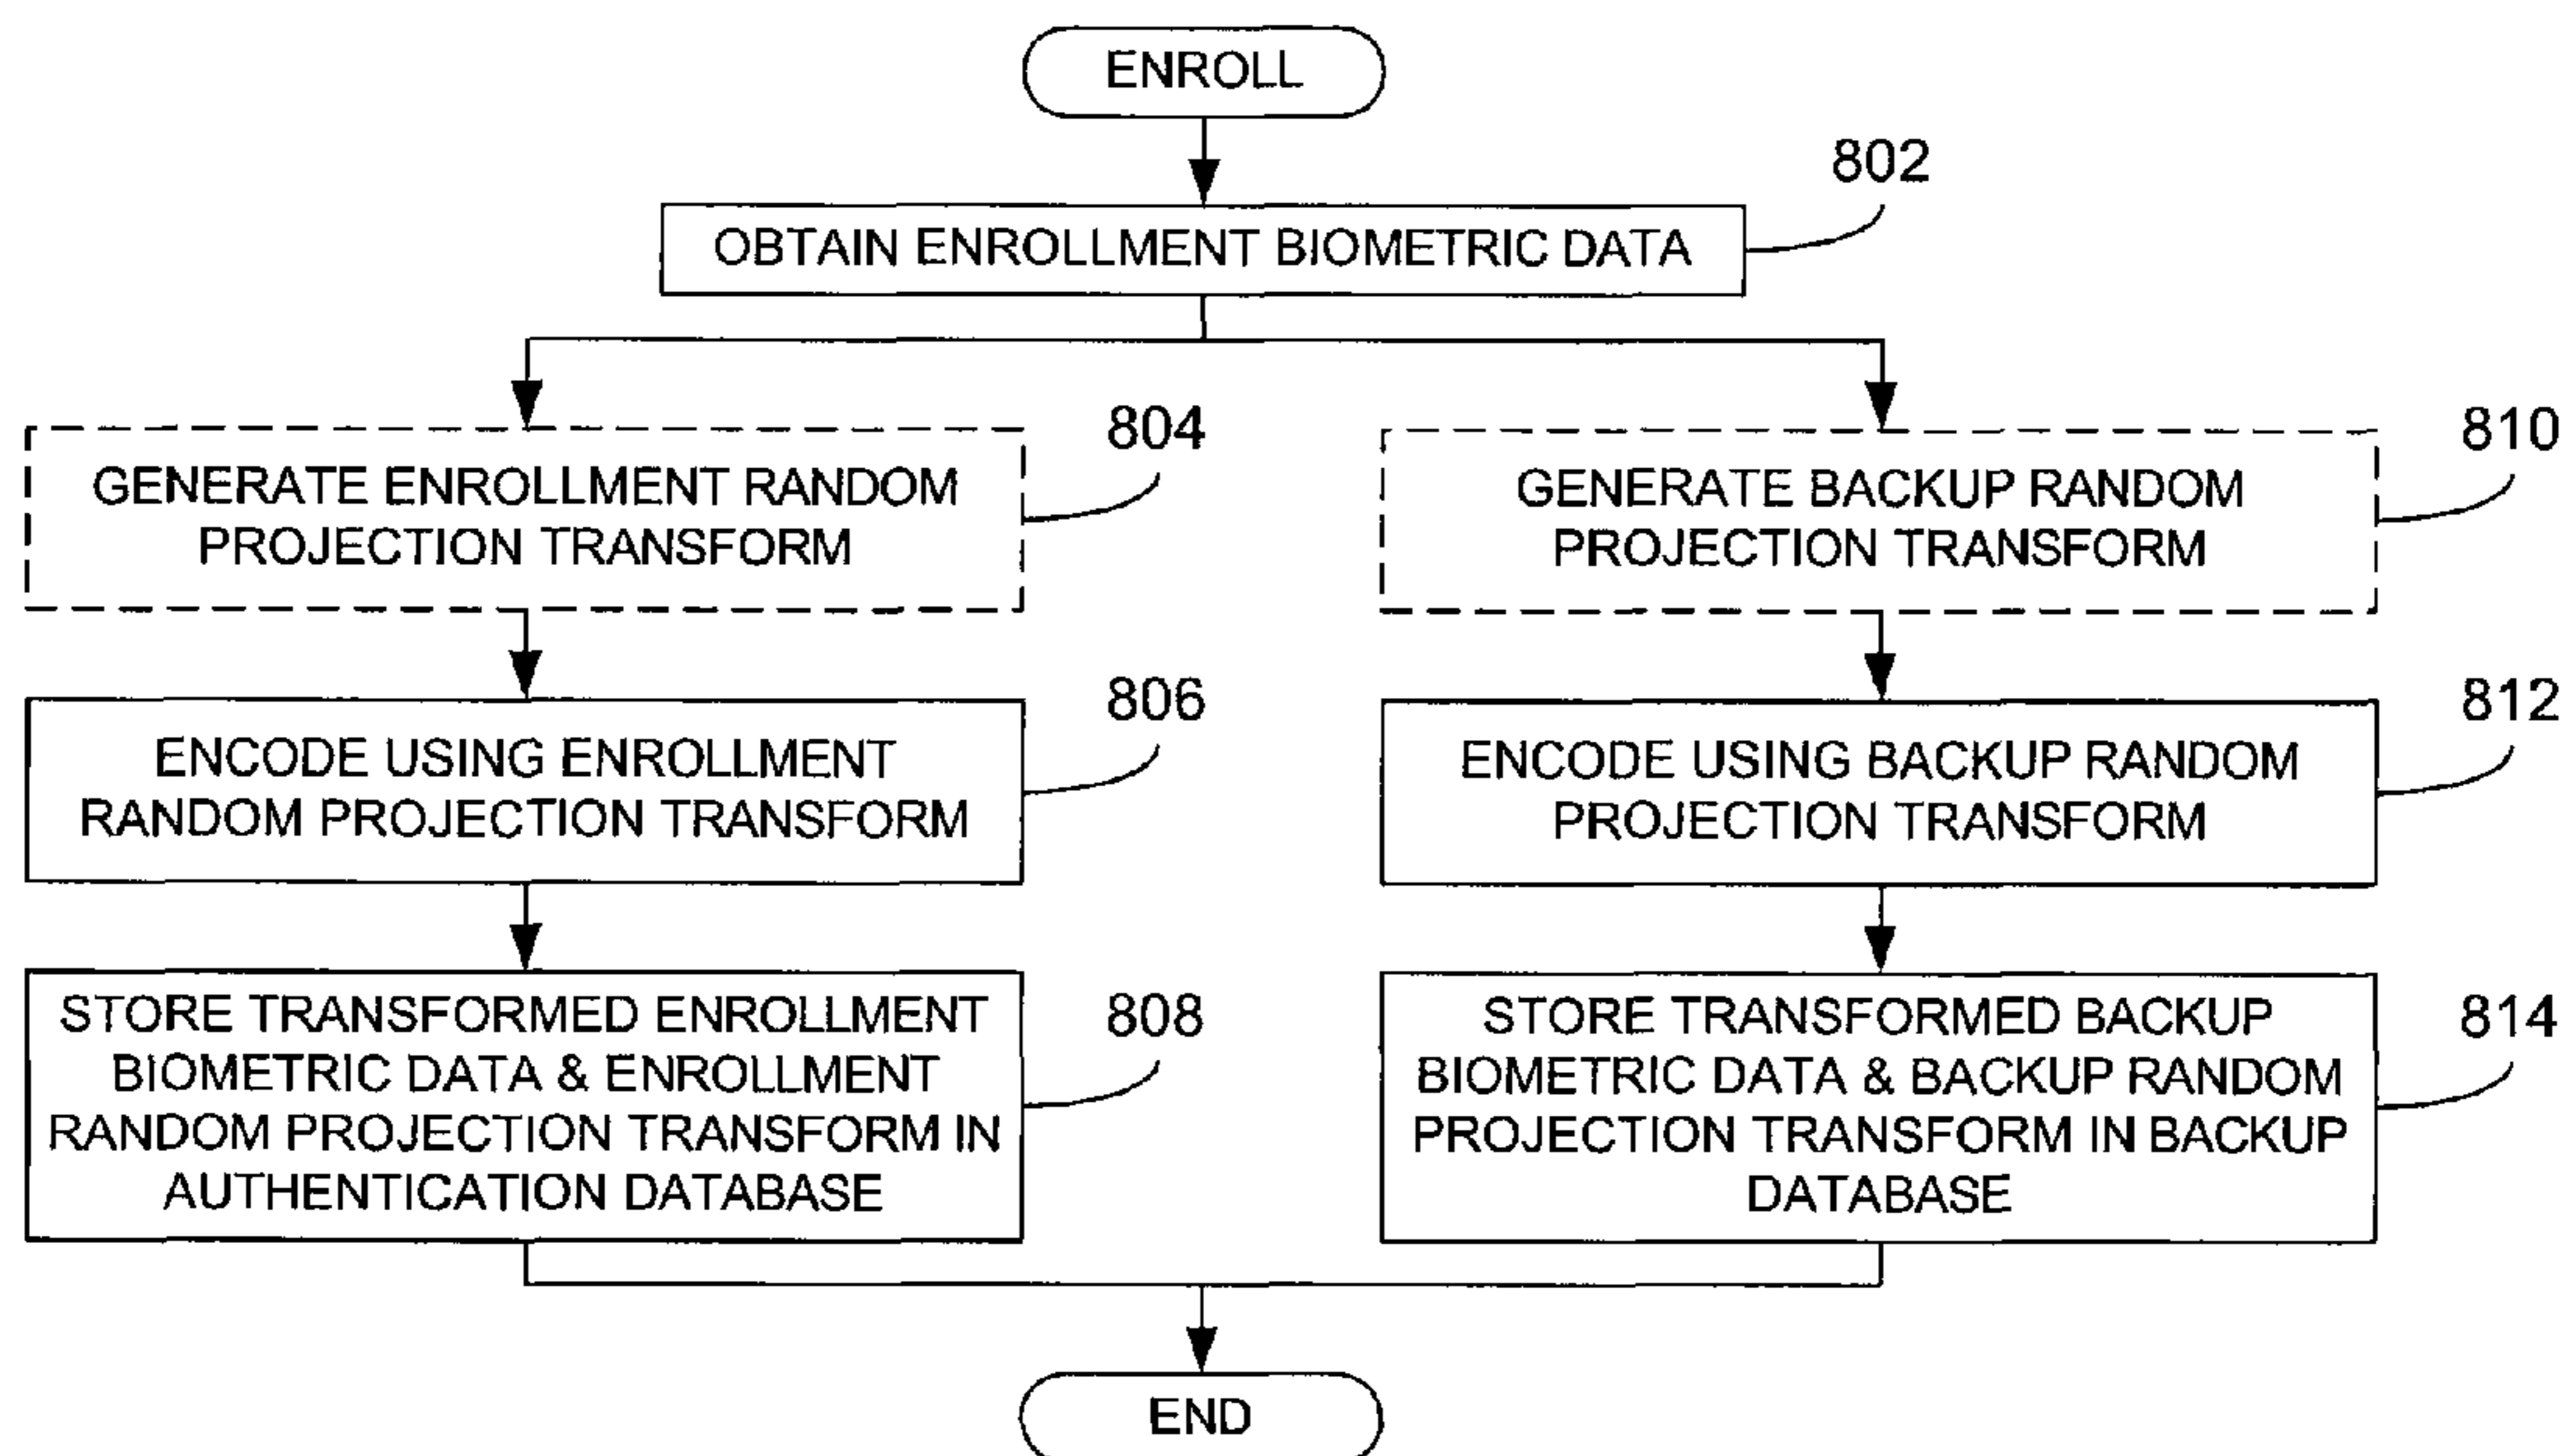 ENROLL
802
OBTAIN ENROLLMENT BIOMETRIC DATA
804
GENERATE ENROLLMENT RANDOM
PROJECTION TRANSFORM
810
GENERATE BACKUP RANDOM
PROJECTION TRANSFORM
806
ENCODE USING ENROLLMENT
RANDOM PROJECTION TRANSFORM
812
ENCODE USING BACKUP RANDOM
PROJECTION TRANSFORM
808
STORE TRANSFORMED ENROLLMENT
BIOMETRIC DATA & ENROLLMENT
RANDOM PROJECTION TRANSFORM IN
AUTHENTICATION DATABASE
814
STORE TRANSFORMED BACKUP
BIOMETRIC DATA & BACKUP RANDOM
PROJECTION TRANSFORM IN BACKUP
DATABASE
END